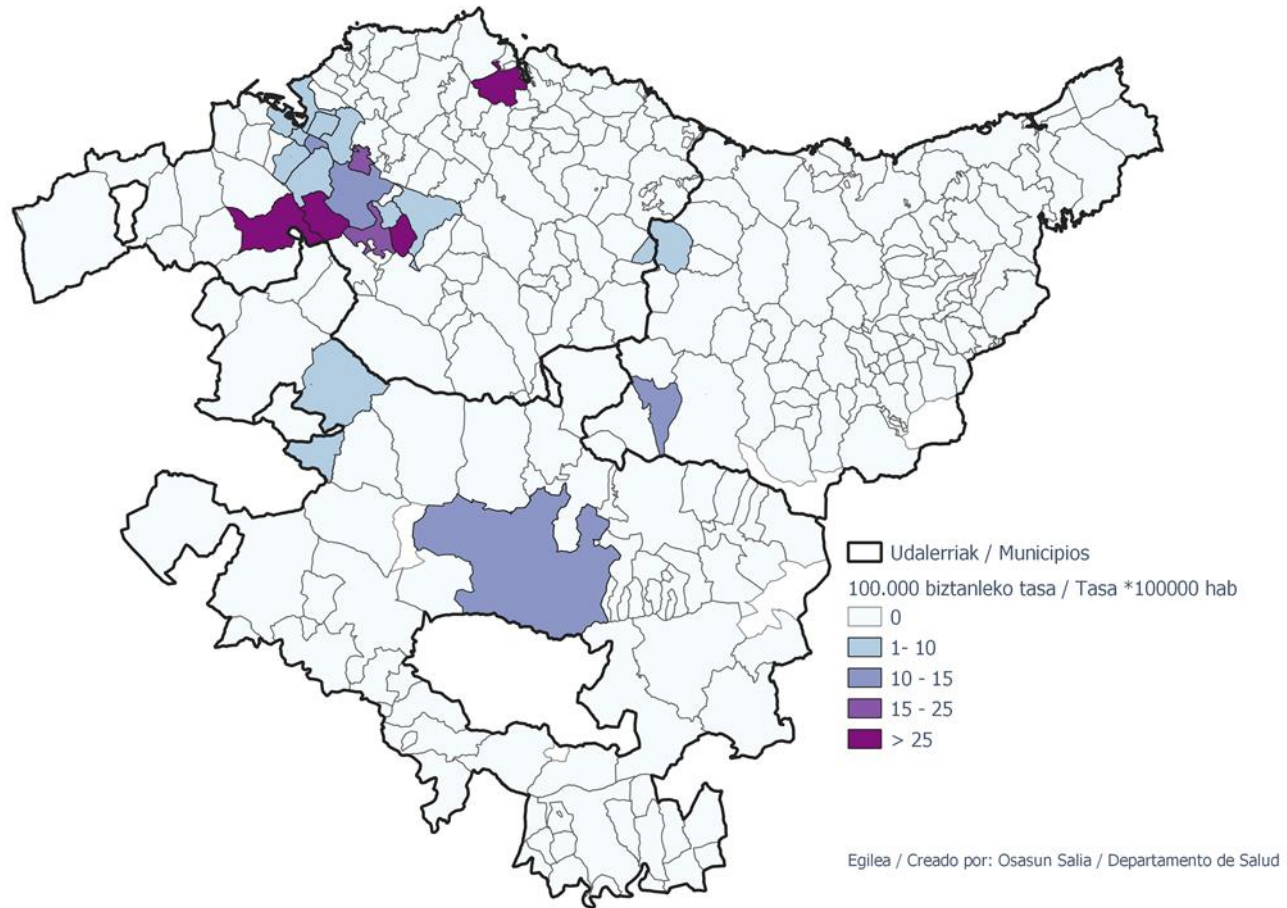 Udalerriak / Municipios
100.000 biztanleko tasa / Tasa *100000 hab
0
1- 10
10 - 15
15 - 25
> 25
Egilea / Creado por: Osasun Salia / Departamento de Salud